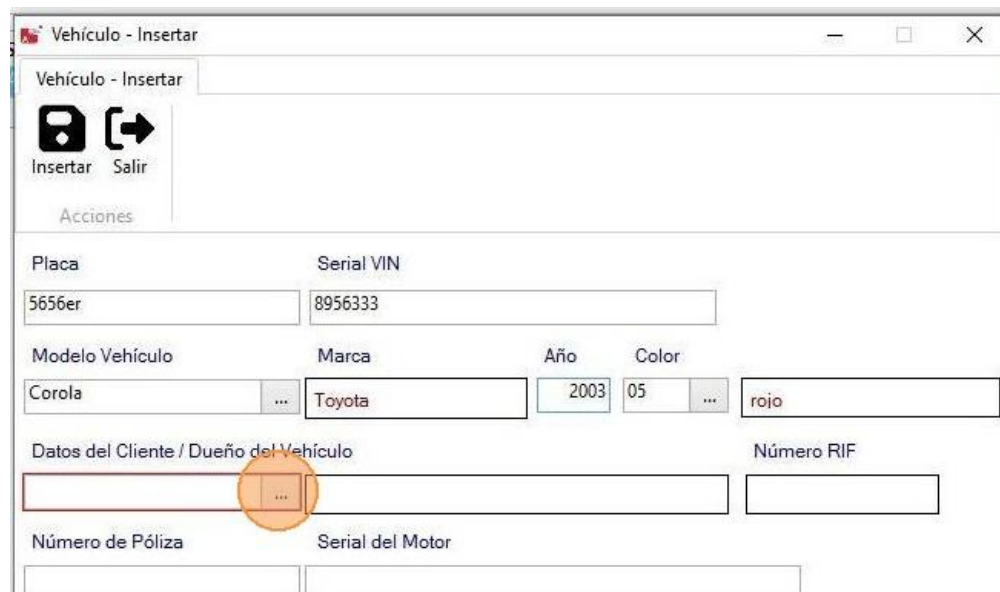 Vehículo - Insertar
Vehículo - Insertar
Insertar Salir
Acciones
Placa Serial VIN
5656er 8956333
Modelo Vehículo Marca Año Color
Corola ... Toyota 2003 05 ... rojo
Datos del Cliente / Dueño del Vehículo Número RIF
...
Número de Póliza Serial del Motor